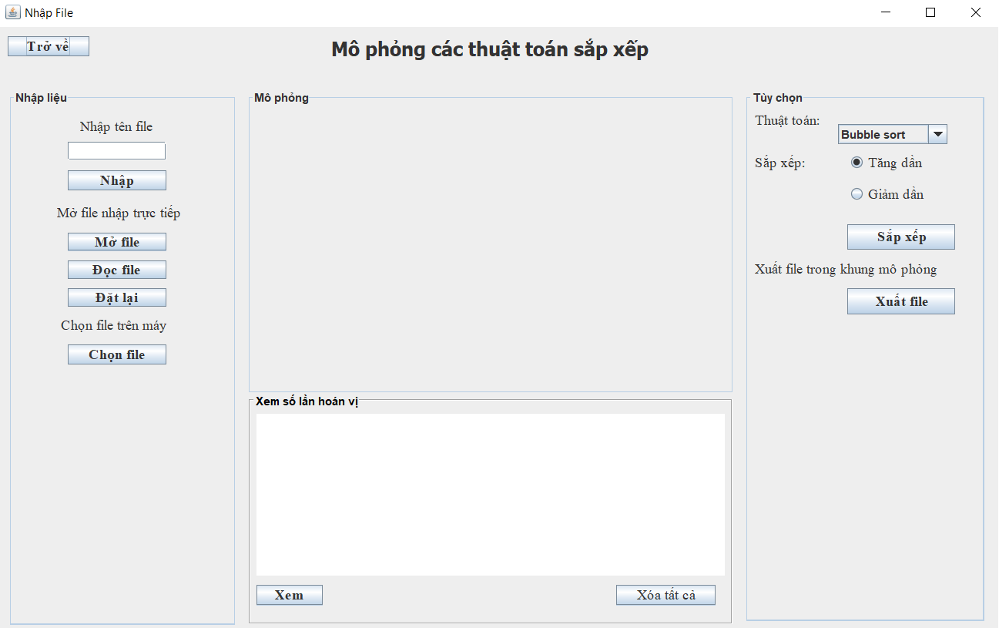 Nhập File
Trở về
Mô phỏng các thuật toán sắp xếp
Nhập liệu
Nhập tên file
Nhập
Mở file nhập trực tiếp
Mở file
Đọc file
Đặt lại
Chọn file trên máy
Chọn file
Mô phỏng
Xem số lần hoán vị
Xem
Xóa tất cả
Tùy chọn
Thuật toán:
Bubble sort
Sắp xếp:
Tăng dần
Giảm dần
Sắp xếp
Xuất file trong khung mô phỏng
Xuất file